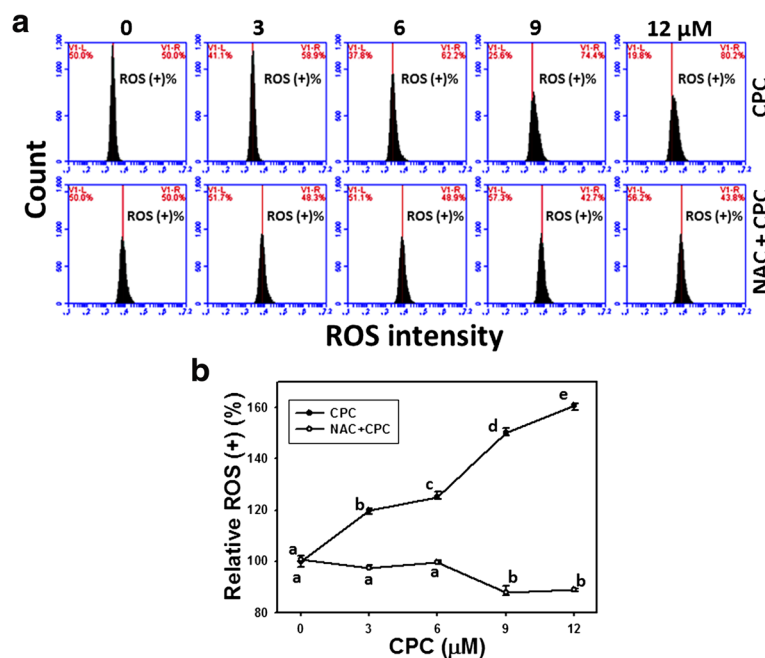 a
0 3 6 9 12 µM
V1-L 50.0% V1-R 50.0% ROS (+)%
V1-L 41.1% V1-R 58.9% ROS (+)%
V1-L 37.8% V1-R 62.2% ROS (+)%
V1-L 25.6% V1-R 74.4% ROS (+)%
V1-L 19.8% V1-R 80.2% ROS (+)%
CPC
V1-L 50.0% V1-R 50.0% ROS (+)%
V1-L 51.7% V1-R 48.3% ROS (+)%
V1-L 51.1% V1-R 48.9% ROS (+)%
V1-L 57.3% V1-R 42.7% ROS (+)%
V1-L 56.2% V1-R 43.8% ROS (+)%
NAC + CPC
Count
500
0
500
0
ROS intensity
b
Relative ROS (+) (%)
160
140
120
100
80
CPC
NAC+CPC
a b c d e
a a a b b
0 3 6 9 12
CPC (µM)